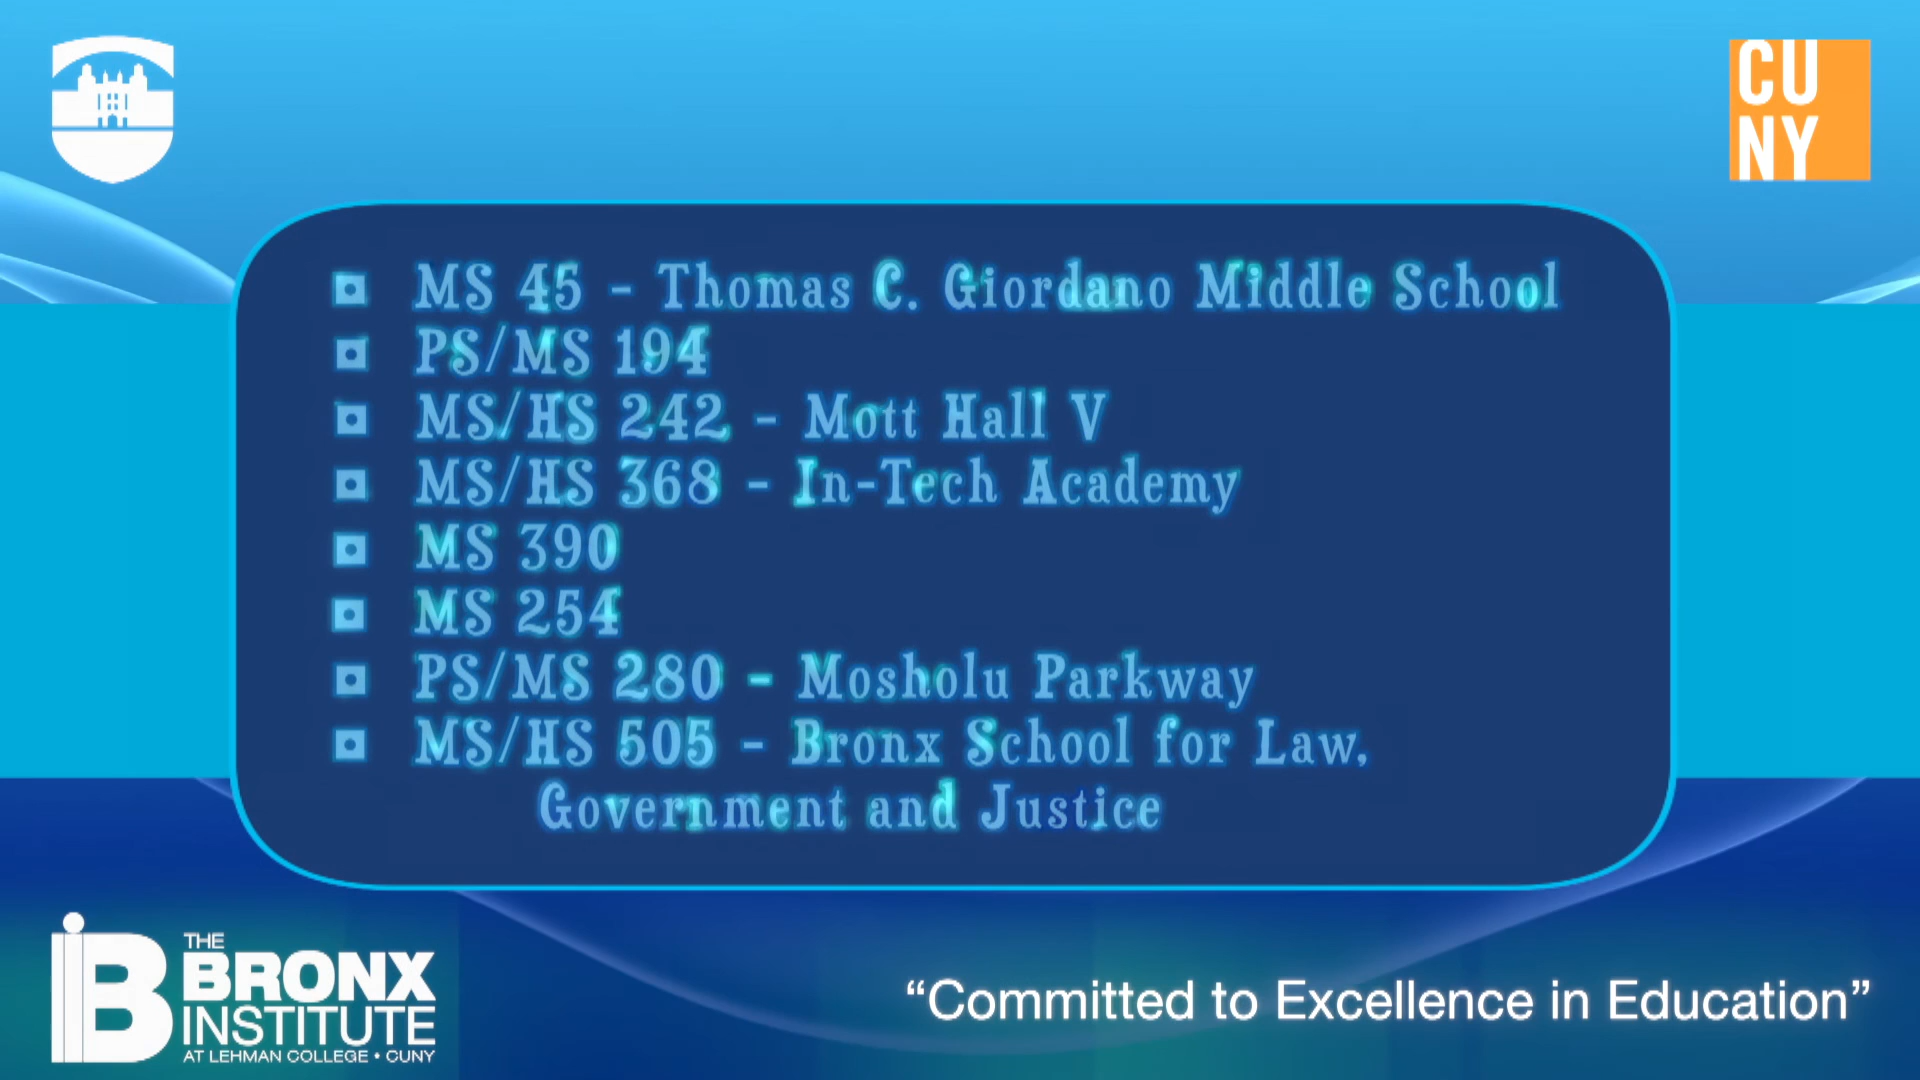 CU
NY
MS 45 - Thomas C. Giordano Middle School
PS/MS 194
MS/HS 242 - Mott Hall V
MS/HS 368 - In-Tech Academy
MS 390
MS 254
PS/MS 280 - Mosholu Parkway
MS/HS 505 - Bronx School for Law,
Government and Justice
THE
BRONX
INSTITUTE
AT LEHMAN COLLEGE • CUNY
“Committed to Excellence in Education”